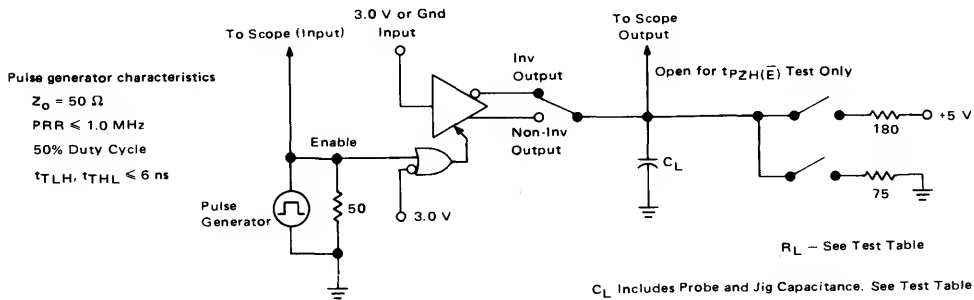 3.0 V or Gnd
Input
To Scope (Input)
To Scope
Output
Pulse generator characteristics
Z₀ = 50 Ω
PRR ⩽ 1.0 MHz
50% Duty Cycle
tTLH, tTHL ⩽ 6 ns
Inv
Output
Open for tPZH(E̅) Test Only
+5 V
180
Non-Inv
Output
Enable
CL
75
Pulse
Generator
50
3.0 V
RL – See Test Table
CL Includes Probe and Jig Capacitance. See Test Table